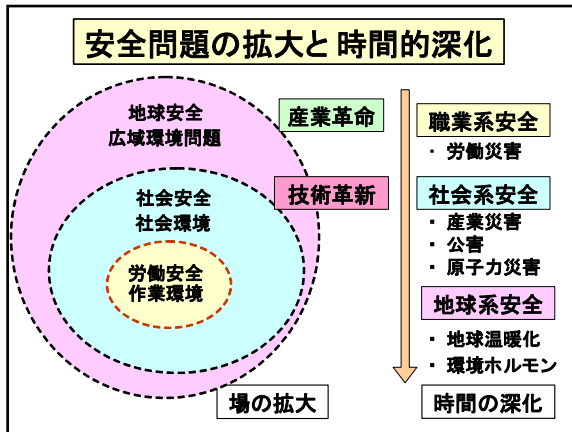 安全問題の拡大と時間的深化
地球安全
広域環境問題
社会安全
社会環境
労働安全
作業環境
産業革命
技術革新
場の拡大
職業系安全
・ 労働災害
社会系安全
・ 産業災害
・ 公害
・ 原子力災害
地球系安全
・ 地球温暖化
・ 環境ホルモン
時間の深化